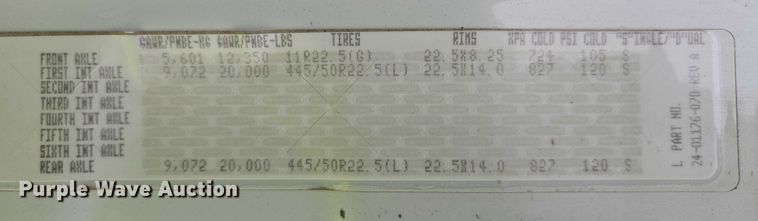 GAWR/PNBE-KG GAWR/PNBE-LBS TIRES RIMS KPA COLD PSI COLD "S"INGLE/"D"UAL
FRONT AXLE 5,601 12,350 11R22.5(G) 22.5X8.25 724 105 S
FIRST INT AXLE 9,072 20,000 445/50R22.5(L) 22.5X14.0 827 120 S
SECOND INT AXLE
THIRD INT AXLE
FOURTH INT AXLE
FIFTH INT AXLE
SIXTH INT AXLE
REAR AXLE 9,072 20,000 445/50R22.5(L) 22.5X14.0 827 120 S
L PART NO.
24-01176-070 REV A
Purple Wave Auction